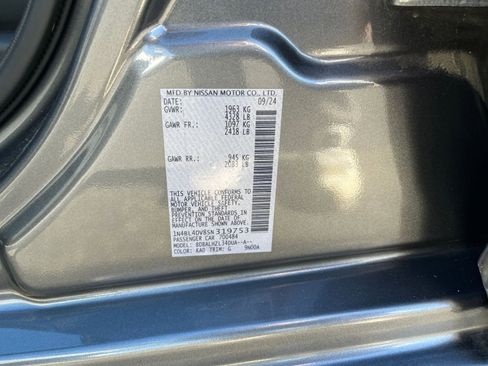 MFD.BY NISSAN MOTOR CO., LTD.
DATE: 09/24
GVWR: 1963 KG
4328 LB
GAWR FR.: 1097 KG
2418 LB
GAWR RR.: 945 KG
2083 LB
THIS VEHICLE CONFORMS TO
ALL APPLICABLE FEDERAL
MOTOR VEHICLE SAFETY,
BUMPER, AND THEFT
PREVENTION STANDARDS IN
EFFECT ON THE DATE OF
MANUFACTURE SHOWN ABOVE.
1N4BL4DV8SN319753
PASSENGER CAR 700484
MODEL: BDBALHZL34DUA--A--
COLOR: KAD TRIM: G 9N00A